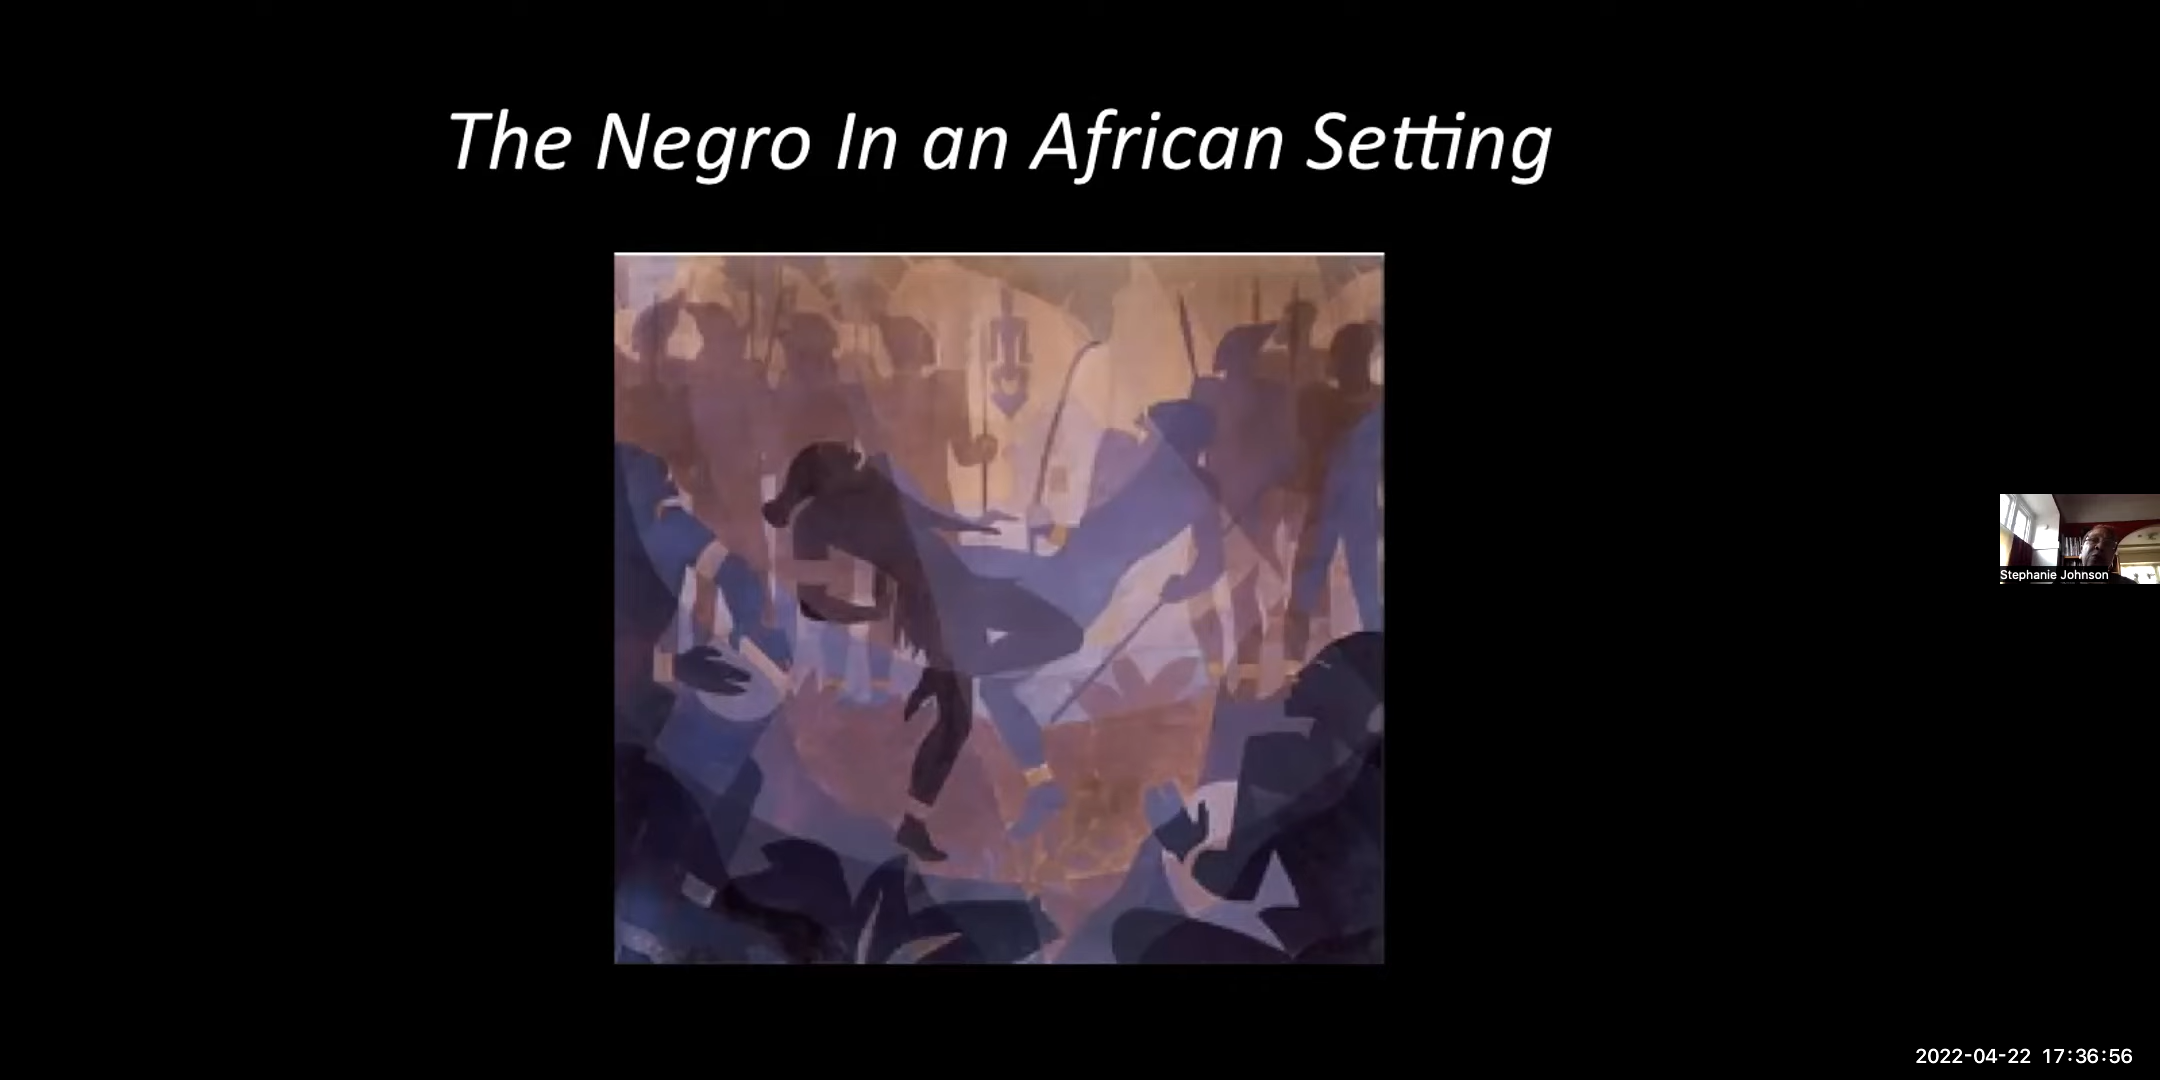 The Negro In an African Setting
Stephanie Johnson
2022-04-22 17:36:56